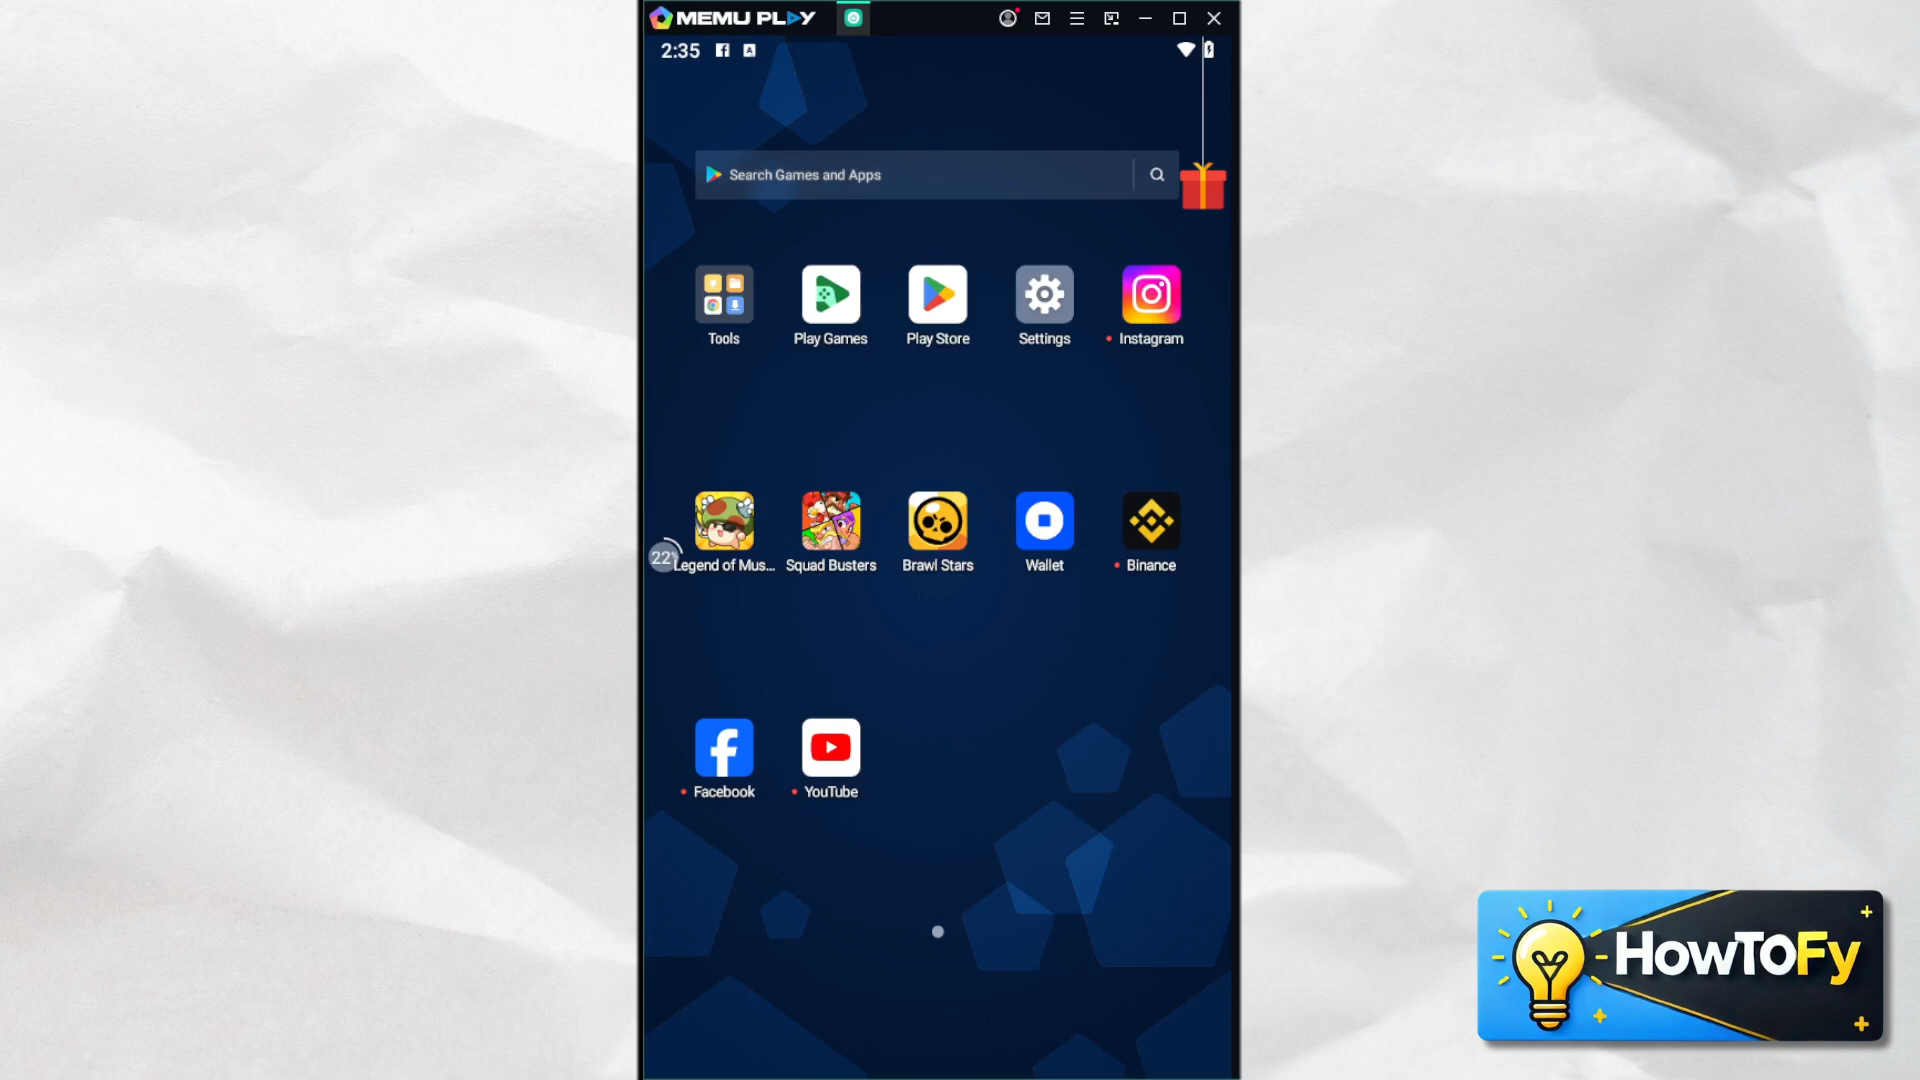 MEMU PLAY
2:35
Search Games and Apps
Tools
Play Games
Play Store
Settings
Instagram
22%
Legend of Mus...
Squad Busters
Brawl Stars
Wallet
Binance
Facebook
YouTube
HowTOFy